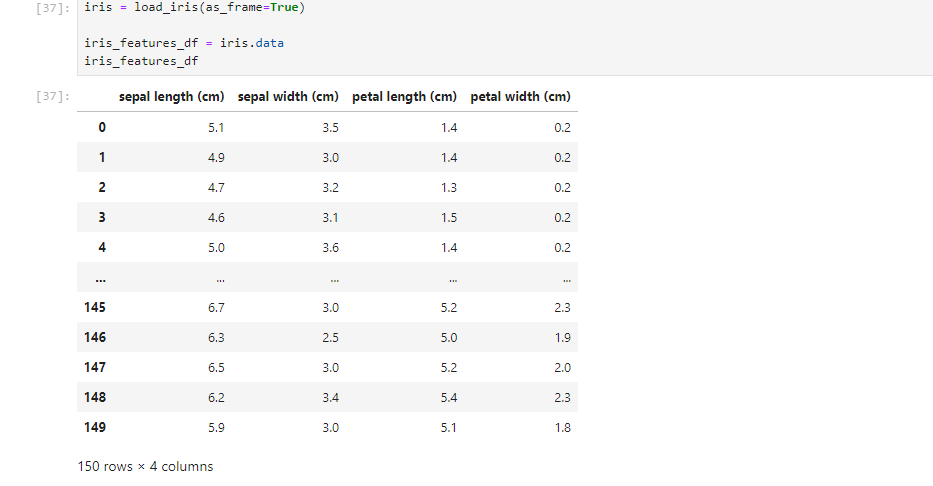 [37]: iris = load_iris(as_frame=True)
iris_features_df = iris.data
iris_features_df
[37]: sepal length (cm) sepal width (cm) petal length (cm) petal width (cm)
0 5.1 3.5 1.4 0.2
1 4.9 3.0 1.4 0.2
2 4.7 3.2 1.3 0.2
3 4.6 3.1 1.5 0.2
4 5.0 3.6 1.4 0.2
... ... ... ... ...
145 6.7 3.0 5.2 2.3
146 6.3 2.5 5.0 1.9
147 6.5 3.0 5.2 2.0
148 6.2 3.4 5.4 2.3
149 5.9 3.0 5.1 1.8
150 rows × 4 columns